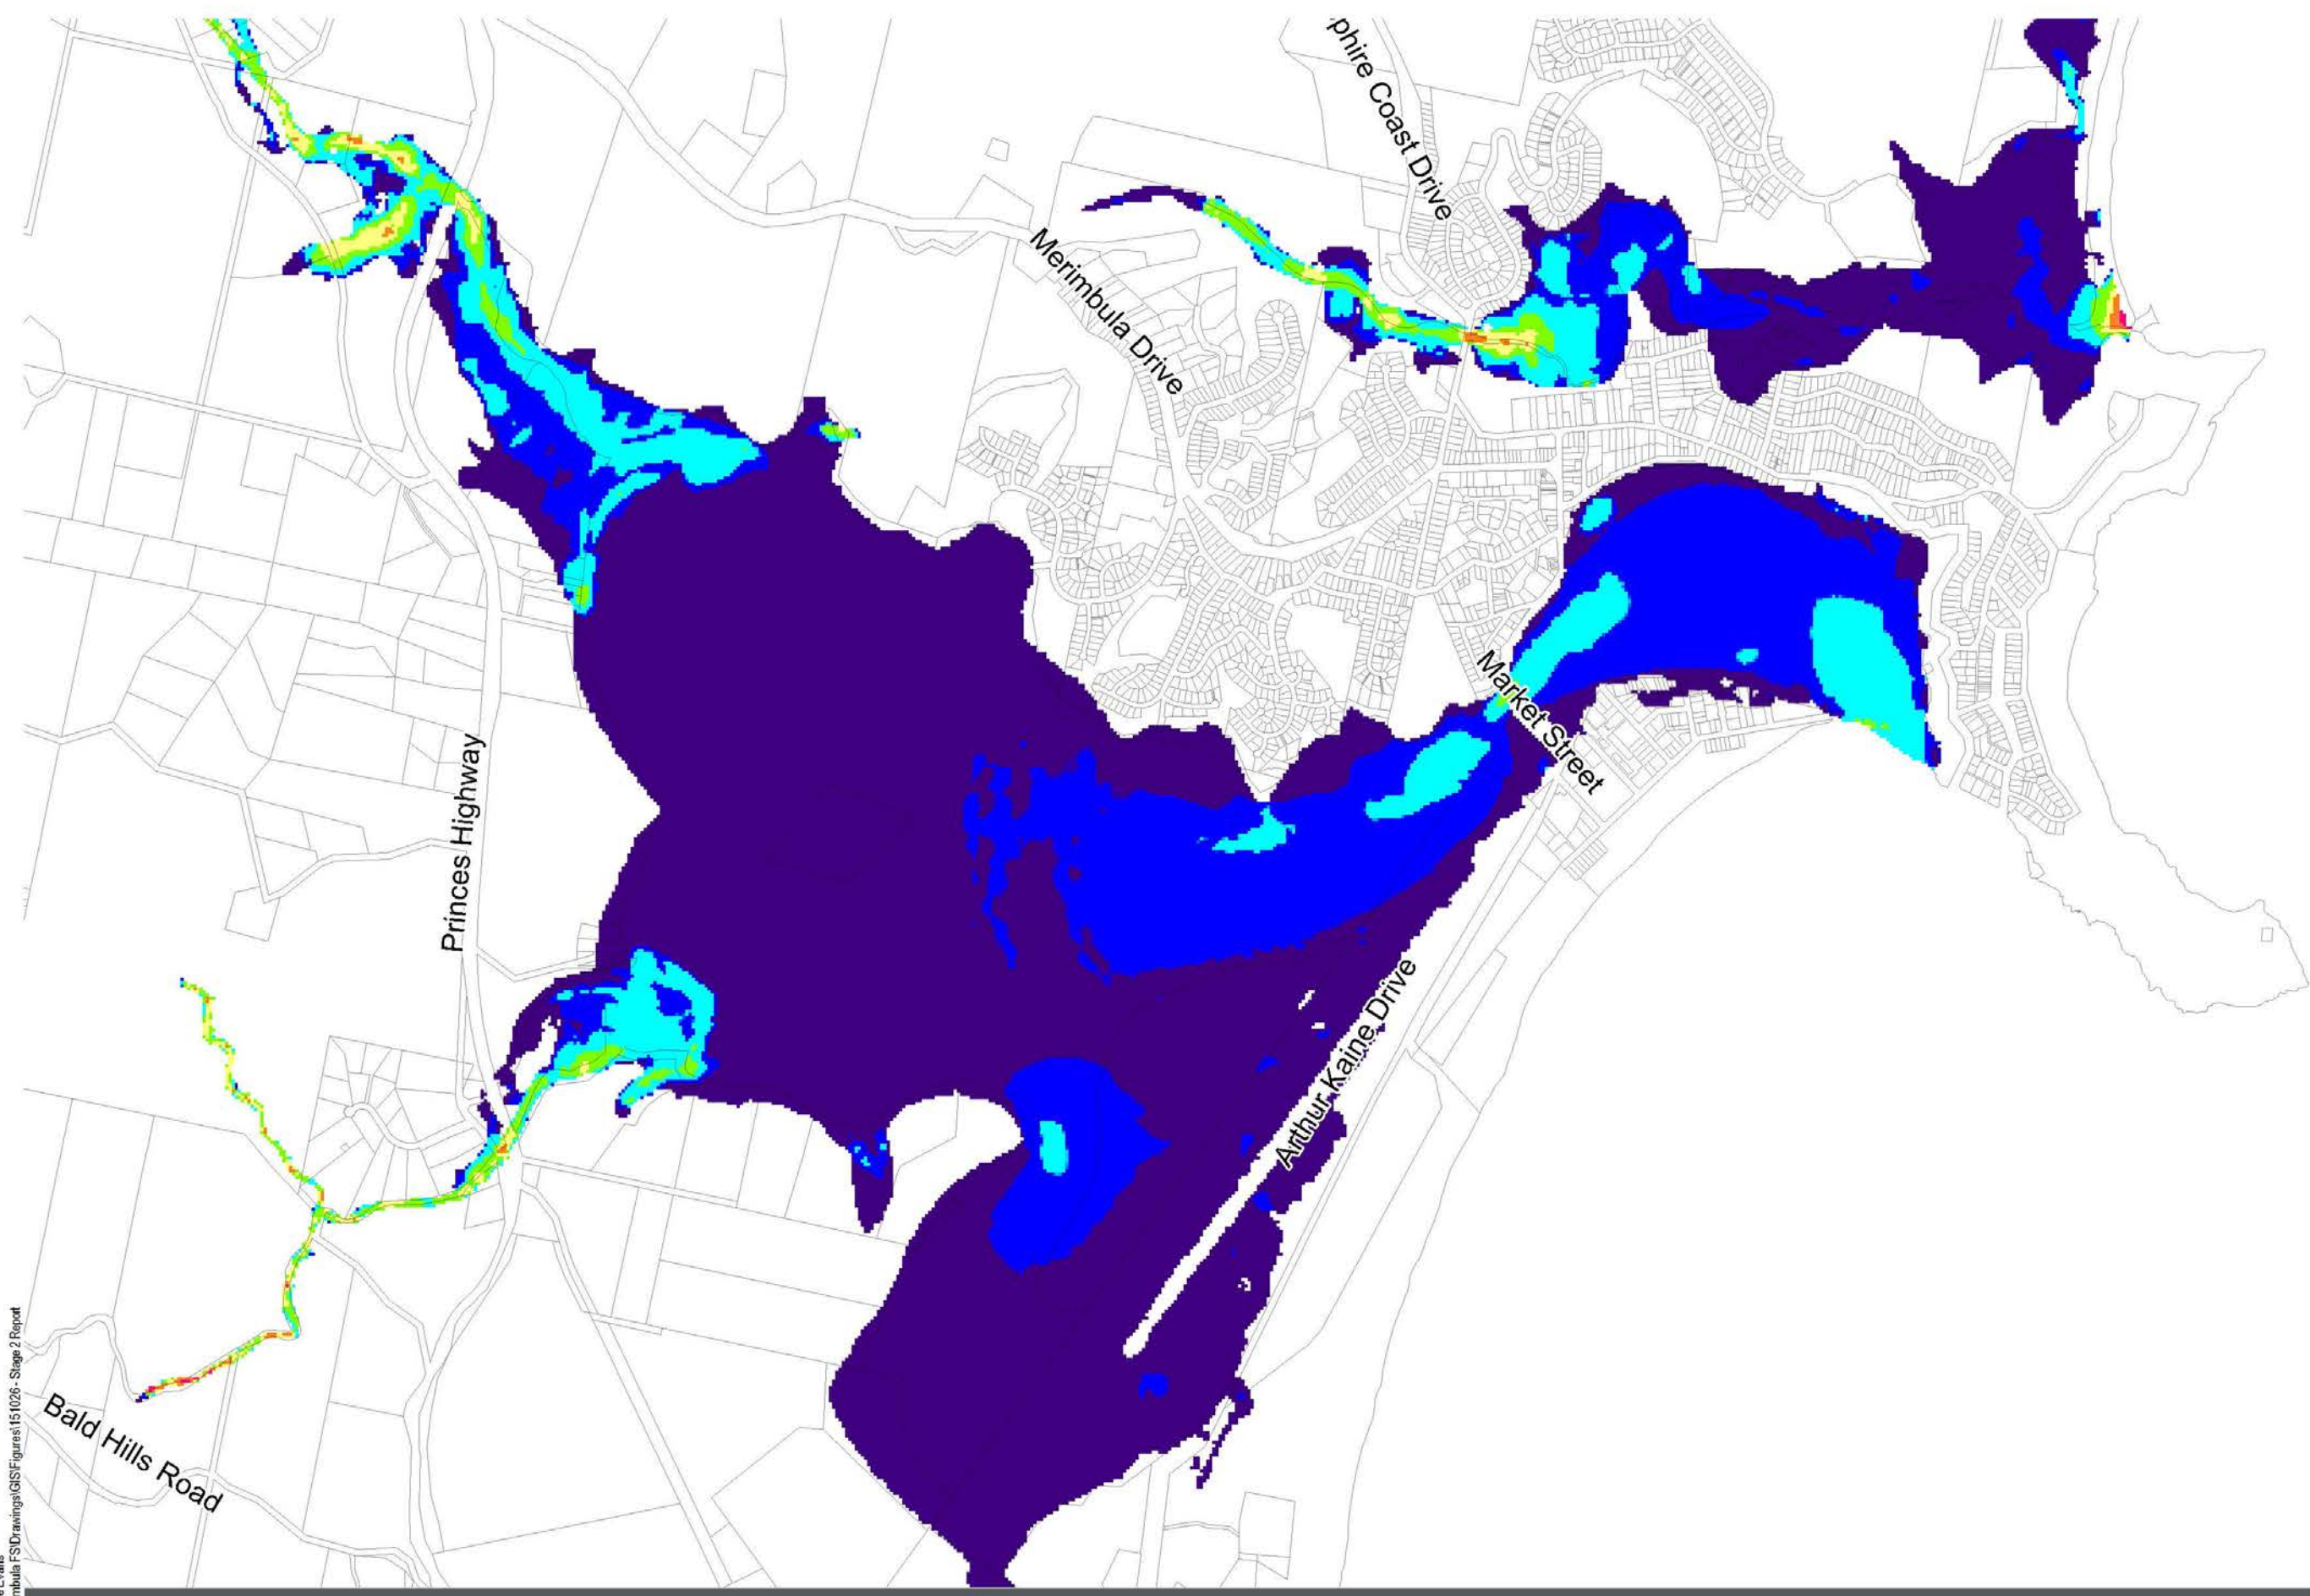 phire Coast Drive
Merimbula Drive
Market Street
Princes Highway
Arthur Kaine Drive
Bald Hills Road
mbula FS\Drawings\GIS\Figures\151026 - Stage 2 Report